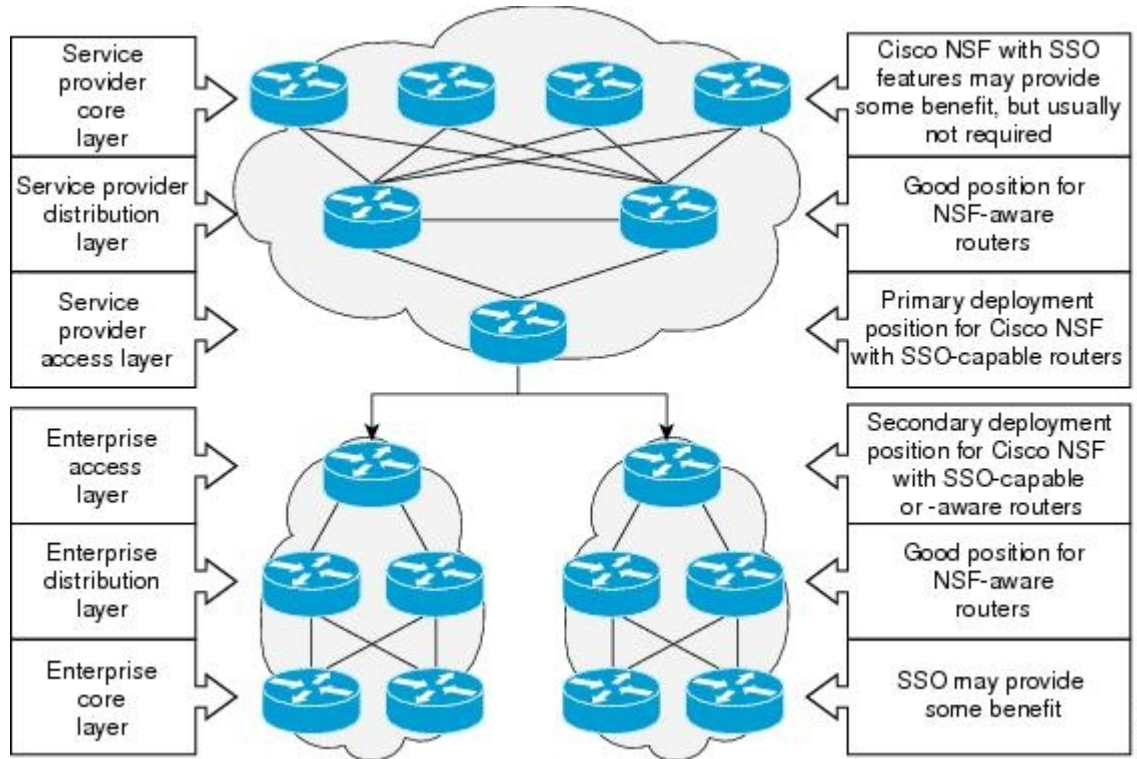 Service
provider
core
layer
Cisco NSF with SSO
features may provide
some benefit, but usually
not required
Service provider
distribution
layer
Good position for
NSF-aware
routers
Service
provider
access layer
Primary deployment
position for Cisco NSF
with SSO-capable routers
Enterprise
access
layer
Secondary deployment
position for Cisco NSF
with SSO-capable
or -aware routers
Enterprise
distribution
layer
Good position for
NSF-aware
routers
Enterprise
core
layer
SSO may provide
some benefit